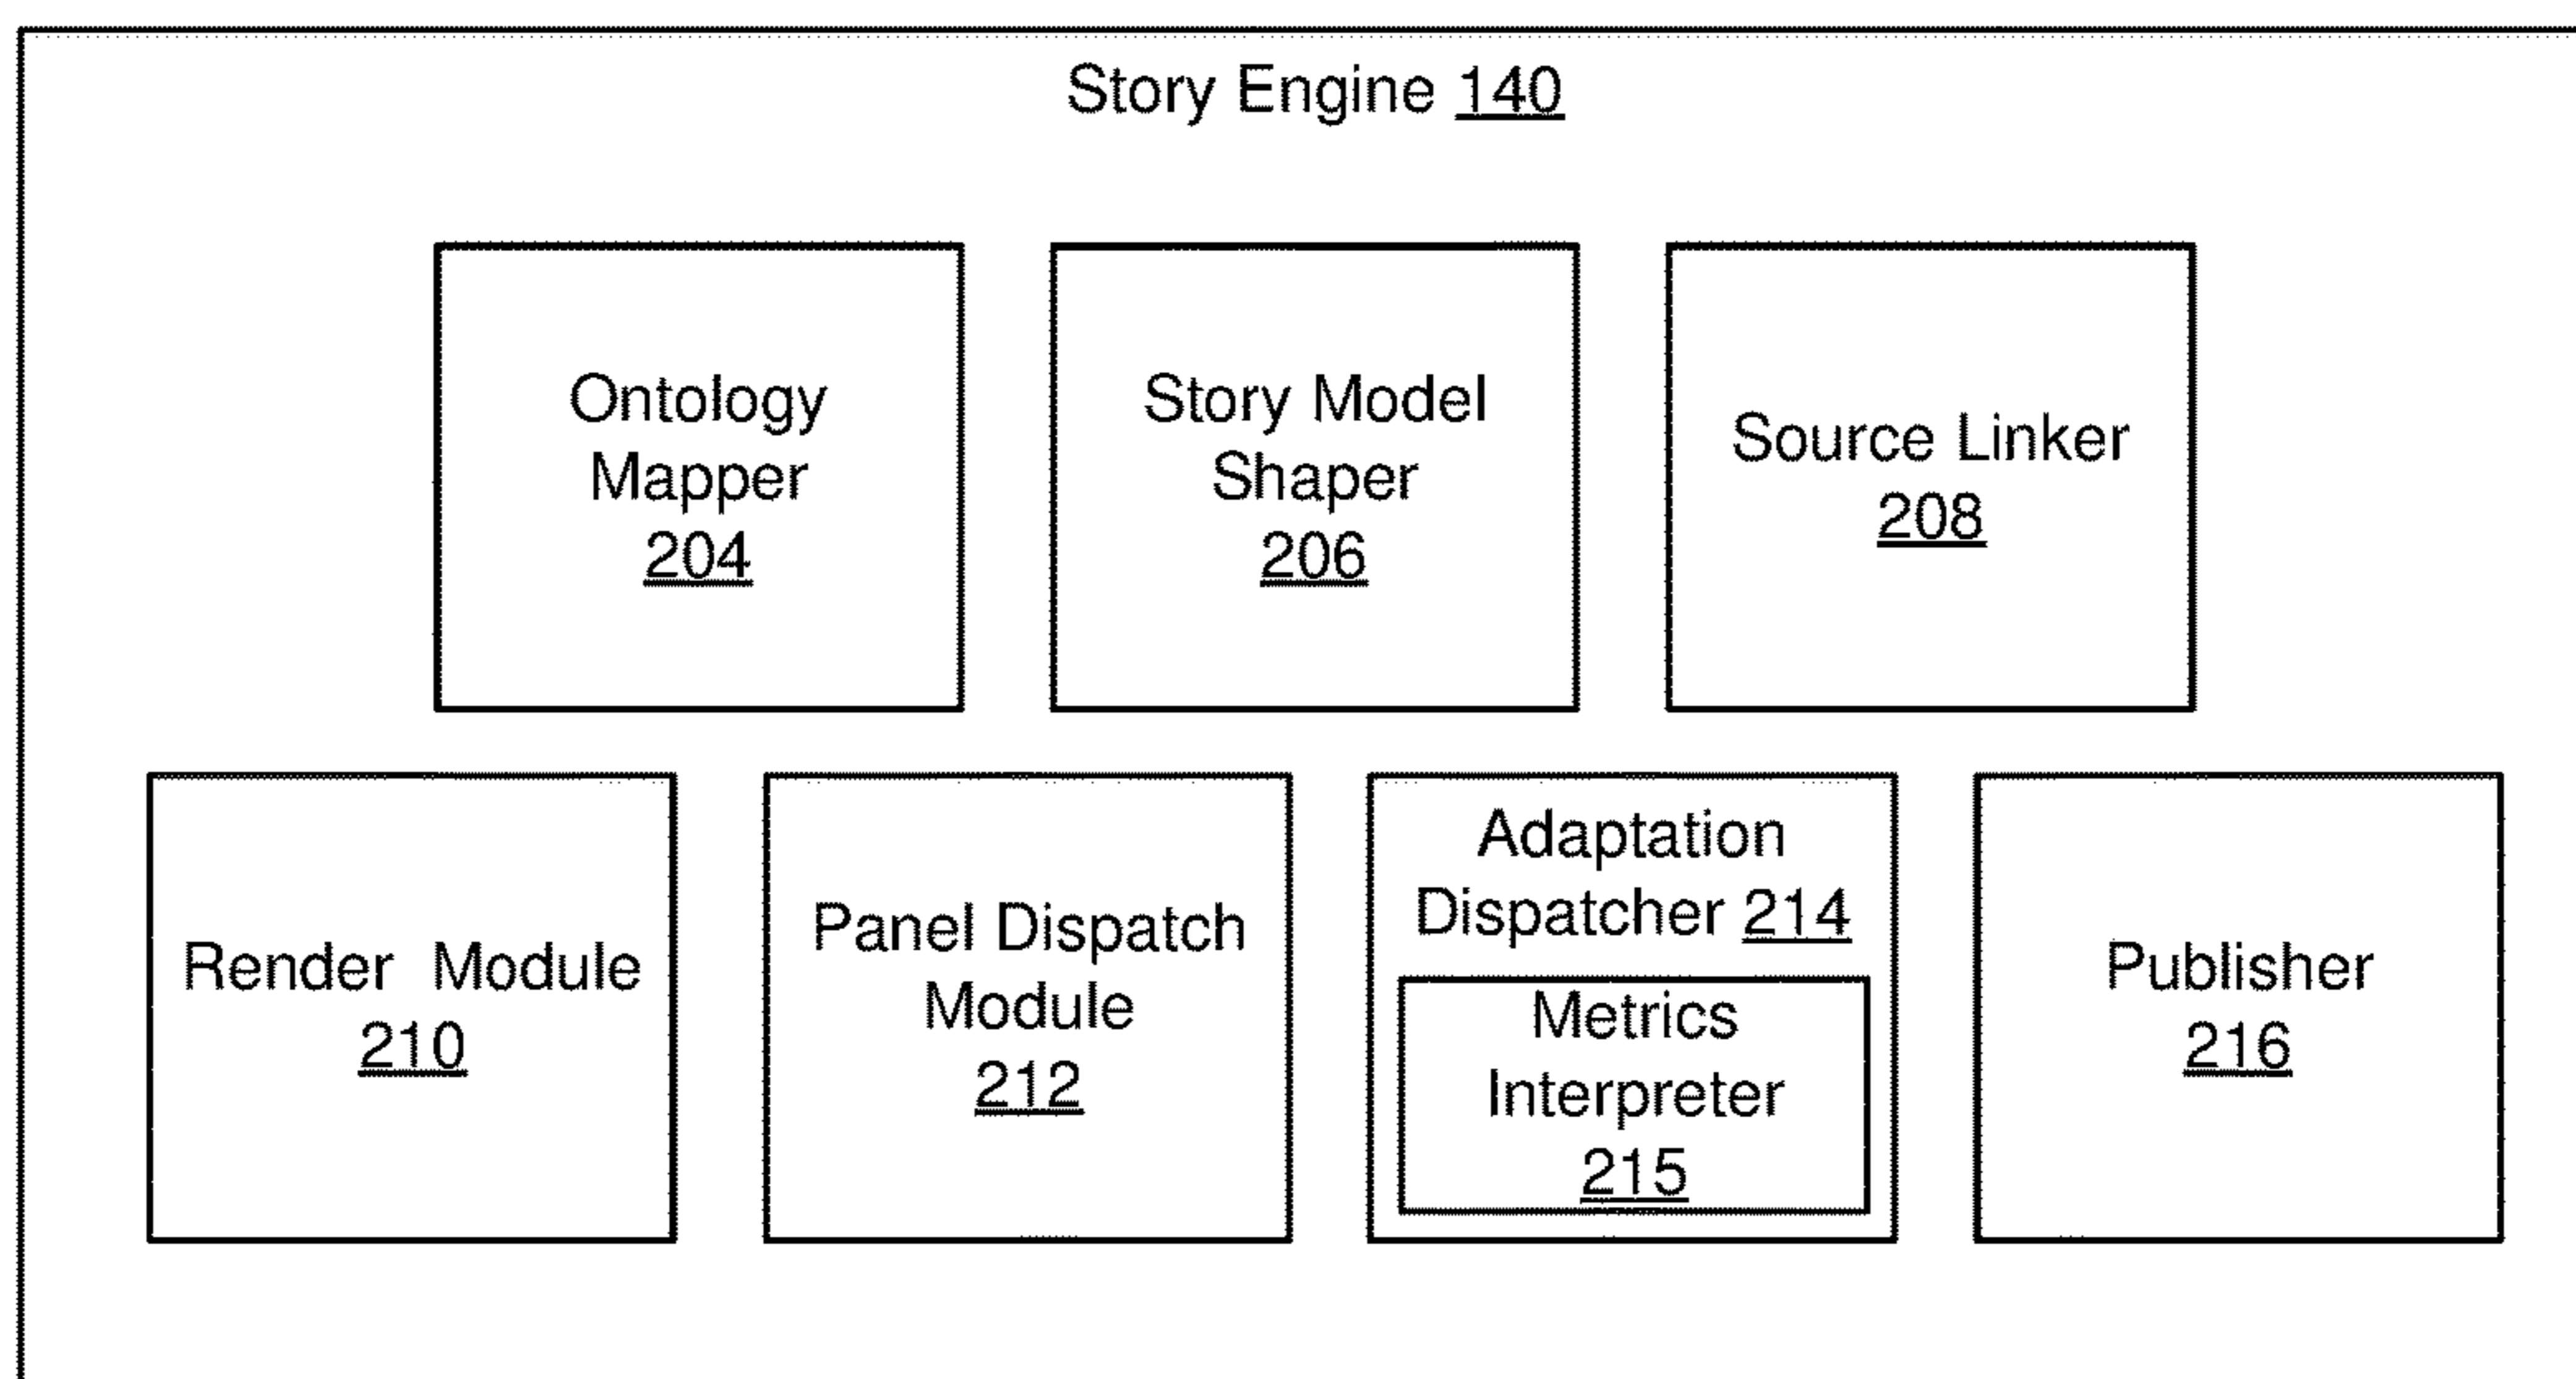 Story Engine 140
Ontology
Mapper
204
Story Model
Shaper
206
Source Linker
208
Render Module
210
Panel Dispatch
Module
212
Adaptation
Dispatcher 214
Metrics
Interpreter
215
Publisher
216